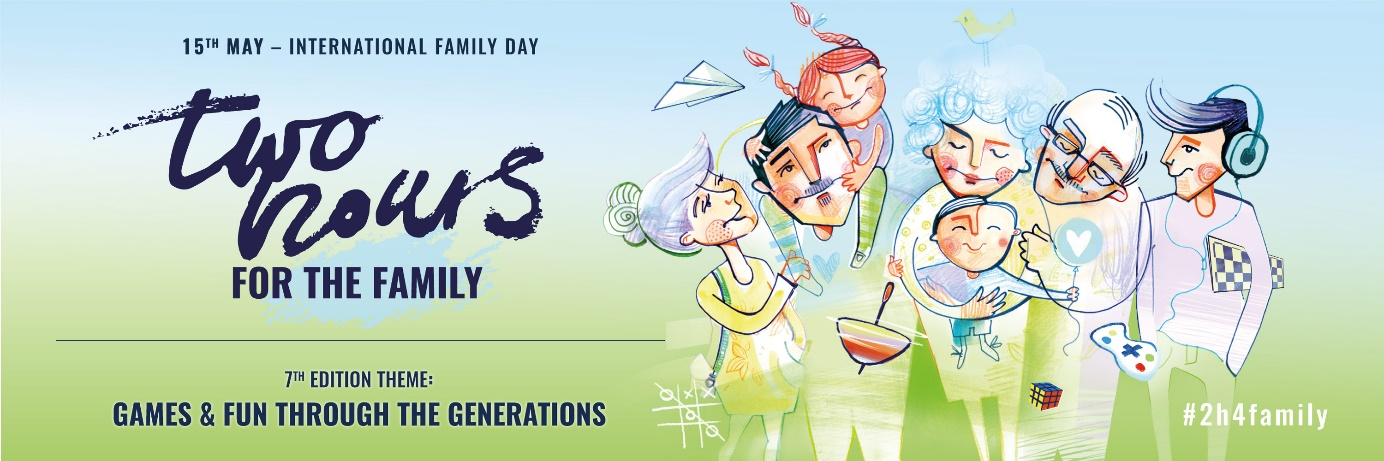 15TH MAY – INTERNATIONAL FAMILY DAY
two
hours
FOR THE FAMILY
7TH EDITION THEME:
GAMES & FUN THROUGH THE GENERATIONS
#2h4family